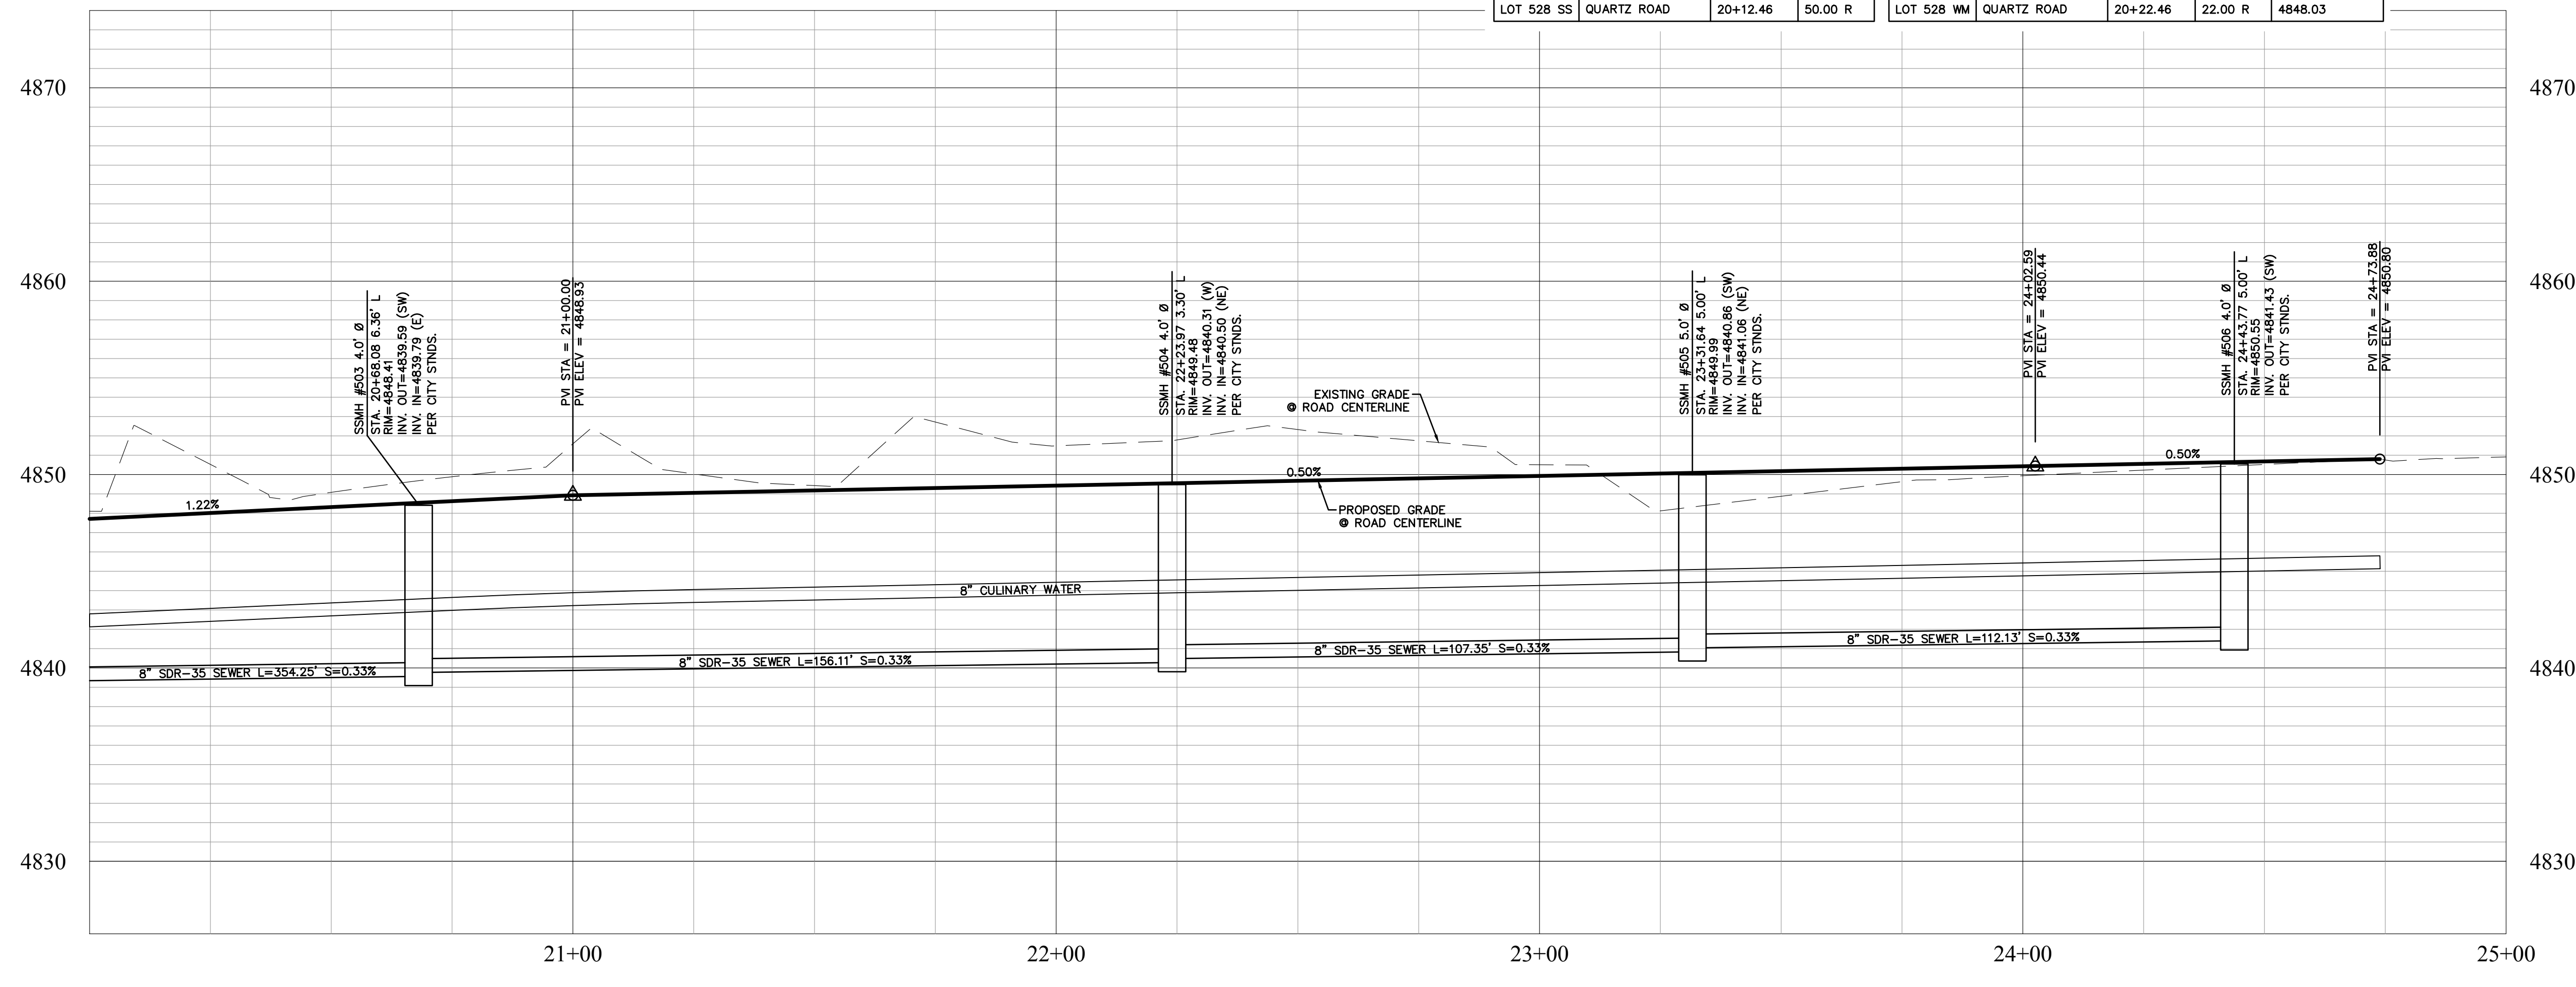 LOT 528 SS QUARTZ ROAD 20+12.46 50.00 R
LOT 528 WM QUARTZ ROAD 20+22.46 22.00 R 4848.03
4870
4870
4860
4860
4850
4850
4840
4840
4830
4830
SSMH #503 4.0' Ø
STA. 20+68.08 6.36' L
RIM=4848.41
INV. OUT=4839.59 (SW)
INV. IN=4839.79 (E)
PER CITY STNDS.
PVI STA = 21+00.00
PVI ELEV = 4848.93
SSMH #504 4.0' Ø
STA. 22+23.97 3.30' L
RIM=4849.48
INV. OUT=4840.31 (W)
INV. IN=4840.50 (NE)
PER CITY STNDS.
EXISTING GRADE
@ ROAD CENTERLINE
SSMH #505 5.0' Ø
STA. 23+31.64 5.00' L
RIM=4849.99
INV. OUT=4840.86 (SW)
INV. IN=4841.06 (NE)
PER CITY STNDS.
PVI STA = 24+02.59
PVI ELEV = 4850.44
SSMH #506 4.0' Ø
STA. 24+43.77 5.00' L
RIM=4850.55
INV. OUT=4841.43 (SW)
PER CITY STNDS.
PVI STA = 24+73.88
PVI ELEV = 4850.80
1.22%
0.50%
0.50%
PROPOSED GRADE
@ ROAD CENTERLINE
8" CULINARY WATER
8" SDR-35 SEWER L=354.25' S=0.33%
8" SDR-35 SEWER L=156.11' S=0.33%
8" SDR-35 SEWER L=107.35' S=0.33%
8" SDR-35 SEWER L=112.13' S=0.33%
21+00
22+00
23+00
24+00
25+00